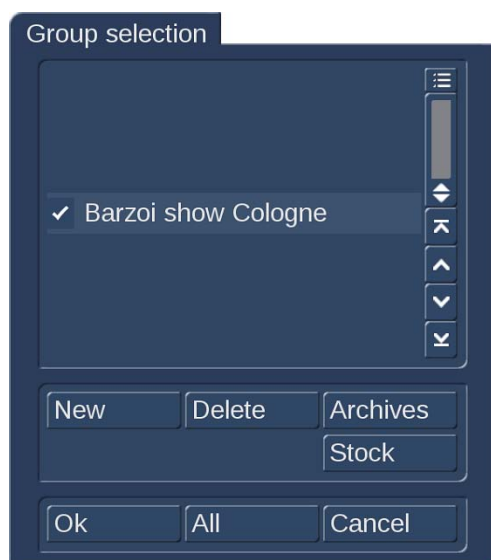 Group selection
Barzoi show Cologne
New Delete Archives
Stock
Ok All Cancel